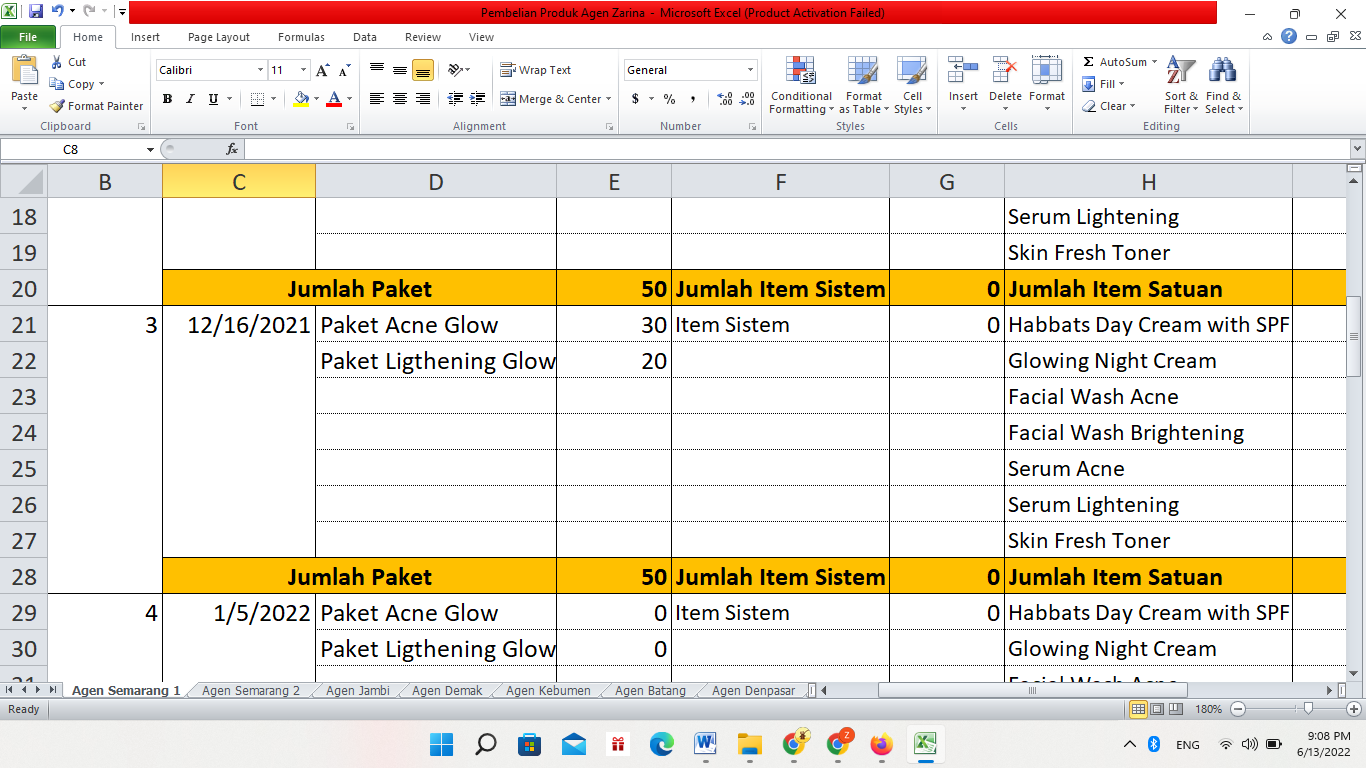 Pembelian Produk Agen Zarina - Microsoft Excel (Product Activation Failed)
File Home Insert Page Layout Formulas Data Review View
Paste Cut Copy Format Painter
Calibri 11
B I U A
Wrap Text
Merge & Center
General
$ % ,
Conditional Formatting Format as Table Cell Styles
Insert Delete Format
AutoSum Fill Clear
Sort & Filter Find & Select
Clipboard Font Alignment Number Styles Cells Editing
C8 fx
B C D E F G H
18 Serum Lightening
19 Skin Fresh Toner
20 Jumlah Paket 50 Jumlah Item Sistem 0 Jumlah Item Satuan
21 3 12/16/2021 Paket Acne Glow 30 Item Sistem 0 Habbats Day Cream with SPF
22 Paket Ligthening Glow 20 Glowing Night Cream
23 Facial Wash Acne
24 Facial Wash Brightening
25 Serum Acne
26 Serum Lightening
27 Skin Fresh Toner
28 Jumlah Paket 50 Jumlah Item Sistem 0 Jumlah Item Satuan
29 4 1/5/2022 Paket Acne Glow 0 Item Sistem 0 Habbats Day Cream with SPF
30 Paket Ligthening Glow 0 Glowing Night Cream
31 Facial Wash Acne
Agen Semarang 1 Agen Semarang 2 Agen Jambi Agen Demak Agen Kebumen Agen Batang Agen Denpasar
Ready 180%
ENG 9:08 PM
6/13/2022